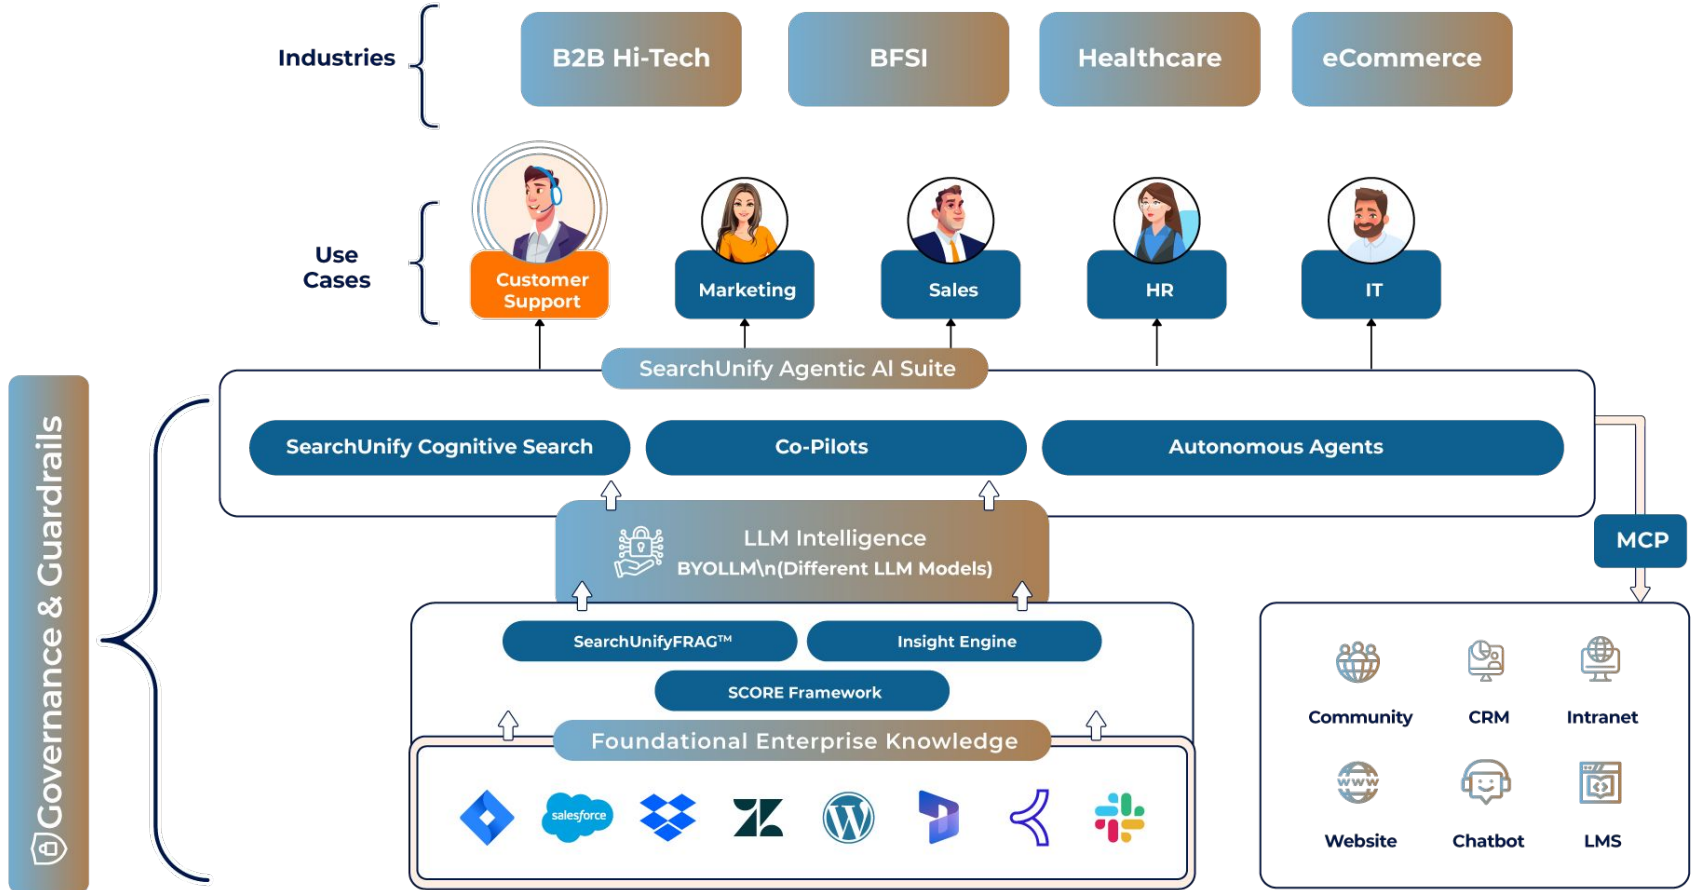 Industries
B2B Hi-Tech
BFSI
Healthcare
eCommerce
Use
Cases
Customer
Support
Marketing
Sales
HR
IT
SearchUnify Agentic AI Suite
SearchUnify Cognitive Search
Co-Pilots
Autonomous Agents
Governance & Guardrails
LLM Intelligence
BYOLLM\n(Different LLM Models)
MCP
SearchUnifyFRAG™
Insight Engine
SCORE Framework
Foundational Enterprise Knowledge
salesforce
Community
CRM
Intranet
www
Website
Chatbot
LMS